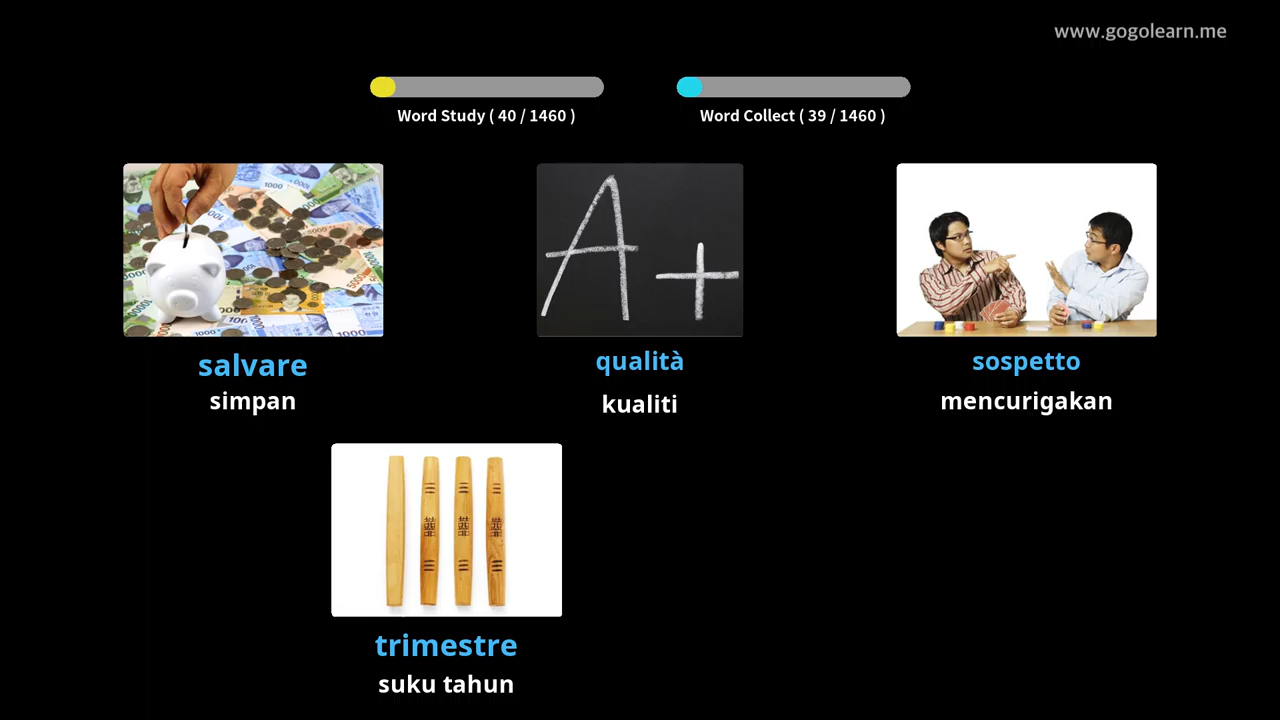 www.gogolearn.me
Word Study ( 40 / 1460 )
Word Collect ( 39 / 1460 )
A+
salvare
simpan
qualità
kualiti
sospetto
mencurigakan
trimestre
suku tahun